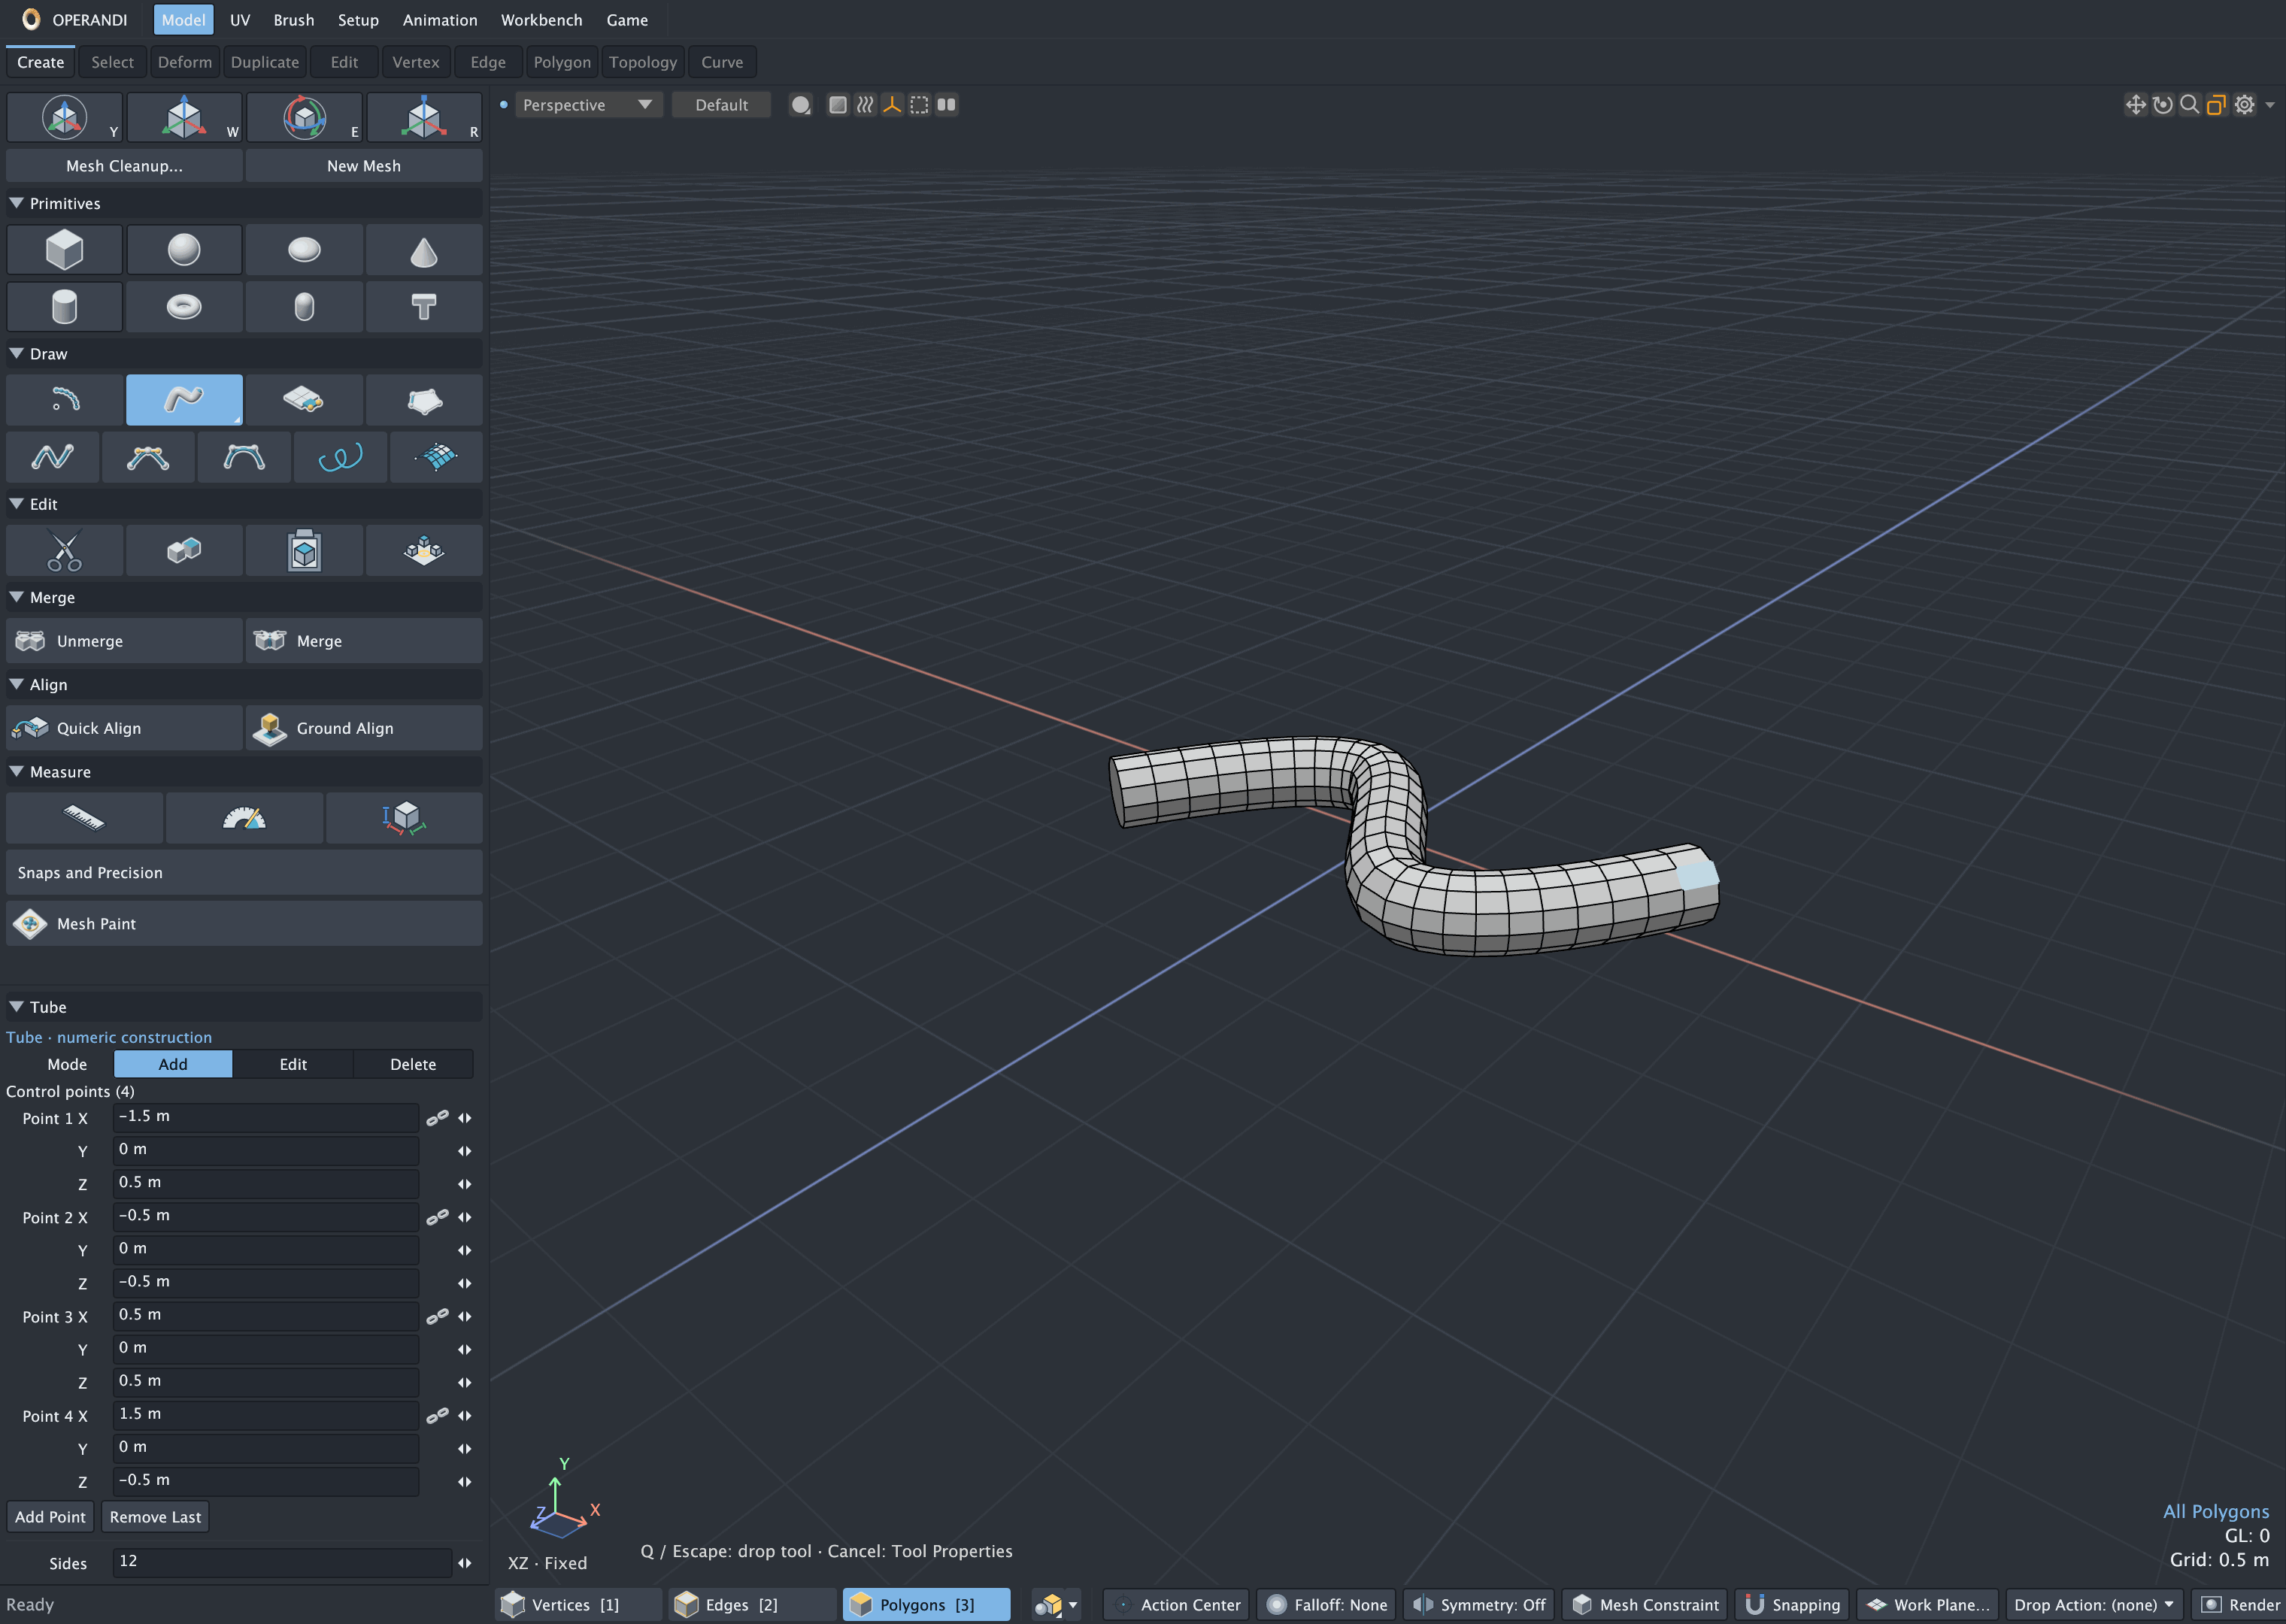 OPERANDI Model UV Brush Setup Animation Workbench Game
Create Select Deform Duplicate Edit Vertex Edge Polygon Topology Curve
Y W E R
Perspective Default
Mesh Cleanup... New Mesh
Primitives
Draw
Edit
Merge
Unmerge Merge
Align
Quick Align Ground Align
Measure
Snaps and Precision
Mesh Paint
Tube
Tube · numeric construction
Mode Add Edit Delete
Control points (4)
Point 1 X −1.5 m
Y 0 m
Z 0.5 m
Point 2 X −0.5 m
Y 0 m
Z −0.5 m
Point 3 X 0.5 m
Y 0 m
Z 0.5 m
Point 4 X 1.5 m
Y 0 m
Z −0.5 m
Add Point Remove Last
Sides 12
Y
Z X
XZ · Fixed
Q / Escape: drop tool · Cancel: Tool Properties
All Polygons
GL: 0
Grid: 0.5 m
Ready Vertices [1] Edges [2] Polygons [3] Action Center Falloff: None Symmetry: Off Mesh Constraint Snapping Work Plane... Drop Action: (none) Render